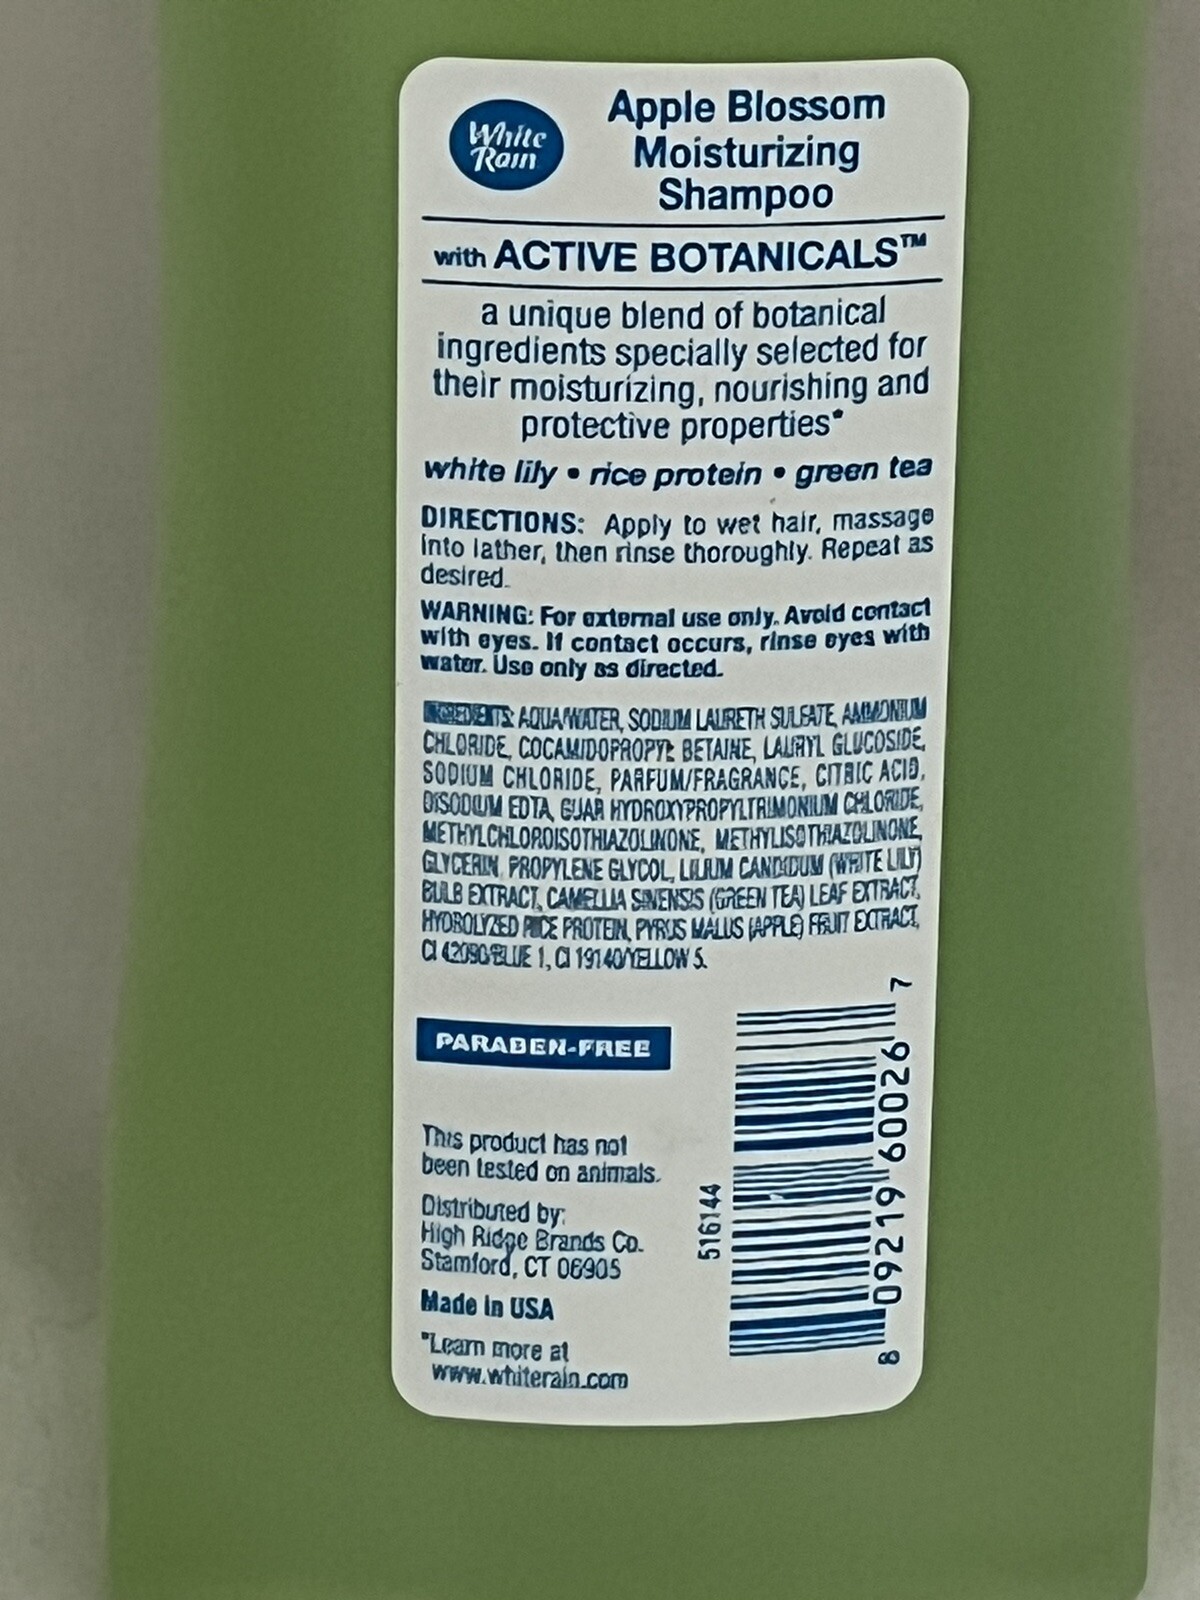 White
Rain
Apple Blossom
Moisturizing
Shampoo
with ACTIVE BOTANICALS™
a unique blend of botanical
ingredients specially selected for
their moisturizing, nourishing and
protective properties*
white lily • rice protein • green tea
DIRECTIONS: Apply to wet hair, massage
into lather, then rinse thoroughly. Repeat as
desired.
WARNING: For external use only. Avoid contact
with eyes. If contact occurs, rinse eyes with
water. Use only as directed.
INGREDIENTS: AQUA/WATER, SODIUM LAURETH SULFATE, AMMONIUM
CHLORIDE, COCAMIDOPROPYL BETAINE, LAURYL GLUCOSIDE,
SODIUM CHLORIDE, PARFUM/FRAGRANCE, CITRIC ACID,
DISODIUM EDTA, GUAR HYDROXYPROPYLTRIMONIUM CHLORIDE,
METHYLCHLOROISOTHIAZOLINONE, METHYLISOTHIAZOLINONE,
GLYCERIN, PROPYLENE GLYCOL, LILIUM CANDIDUM (WHITE LILY)
BULB EXTRACT, CAMELLIA SINENSIS (GREEN TEA) LEAF EXTRACT,
HYDROLYZED RICE PROTEIN, PYRUS MALUS (APPLE) FRUIT EXTRACT,
CI 42090/BLUE 1, CI 19140/YELLOW 5.
PARABEN-FREE
This product has not
been tested on animals.
Distributed by:
High Ridge Brands Co.
Stamford, CT 06905
Made in USA
*Learn more at
www.whiterain.com
516144
8 09219 60026 7